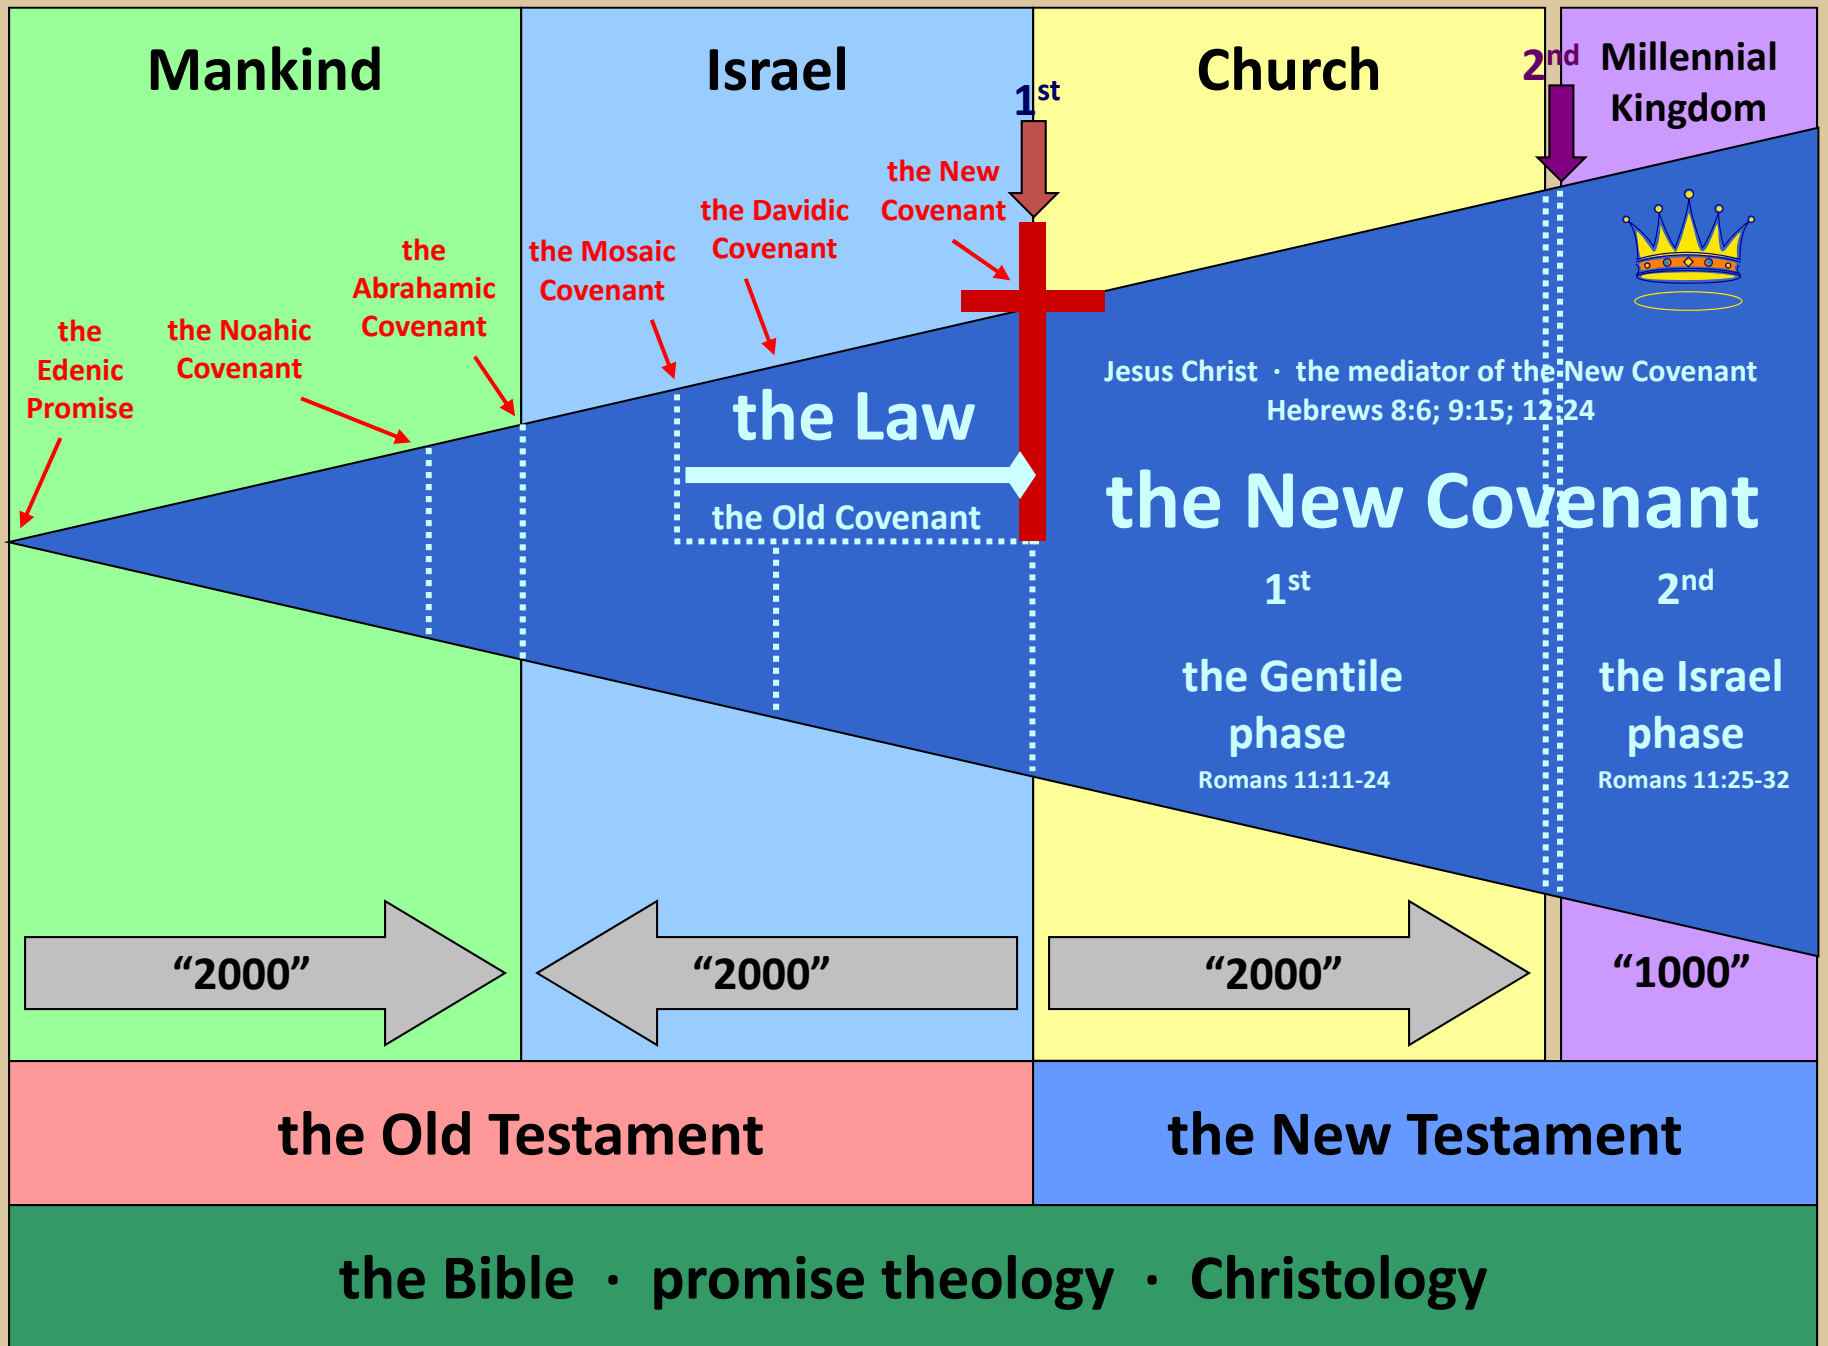 Mankind
Israel
Church
Millennial
Kingdom
1st
2nd
the
Edenic
Promise
the Noahic
Covenant
the
Abrahamic
Covenant
the Mosaic
Covenant
the Davidic
Covenant
the New
Covenant
the Law
the Old Covenant
Jesus Christ · the mediator of the New Covenant
Hebrews 8:6; 9:15; 12:24
the New Covenant
1st
the Gentile
phase
Romans 11:11-24
2nd
the Israel
phase
Romans 11:25-32
“2000”
“2000”
“2000”
“1000”
the Old Testament
the New Testament
the Bible · promise theology · Christology